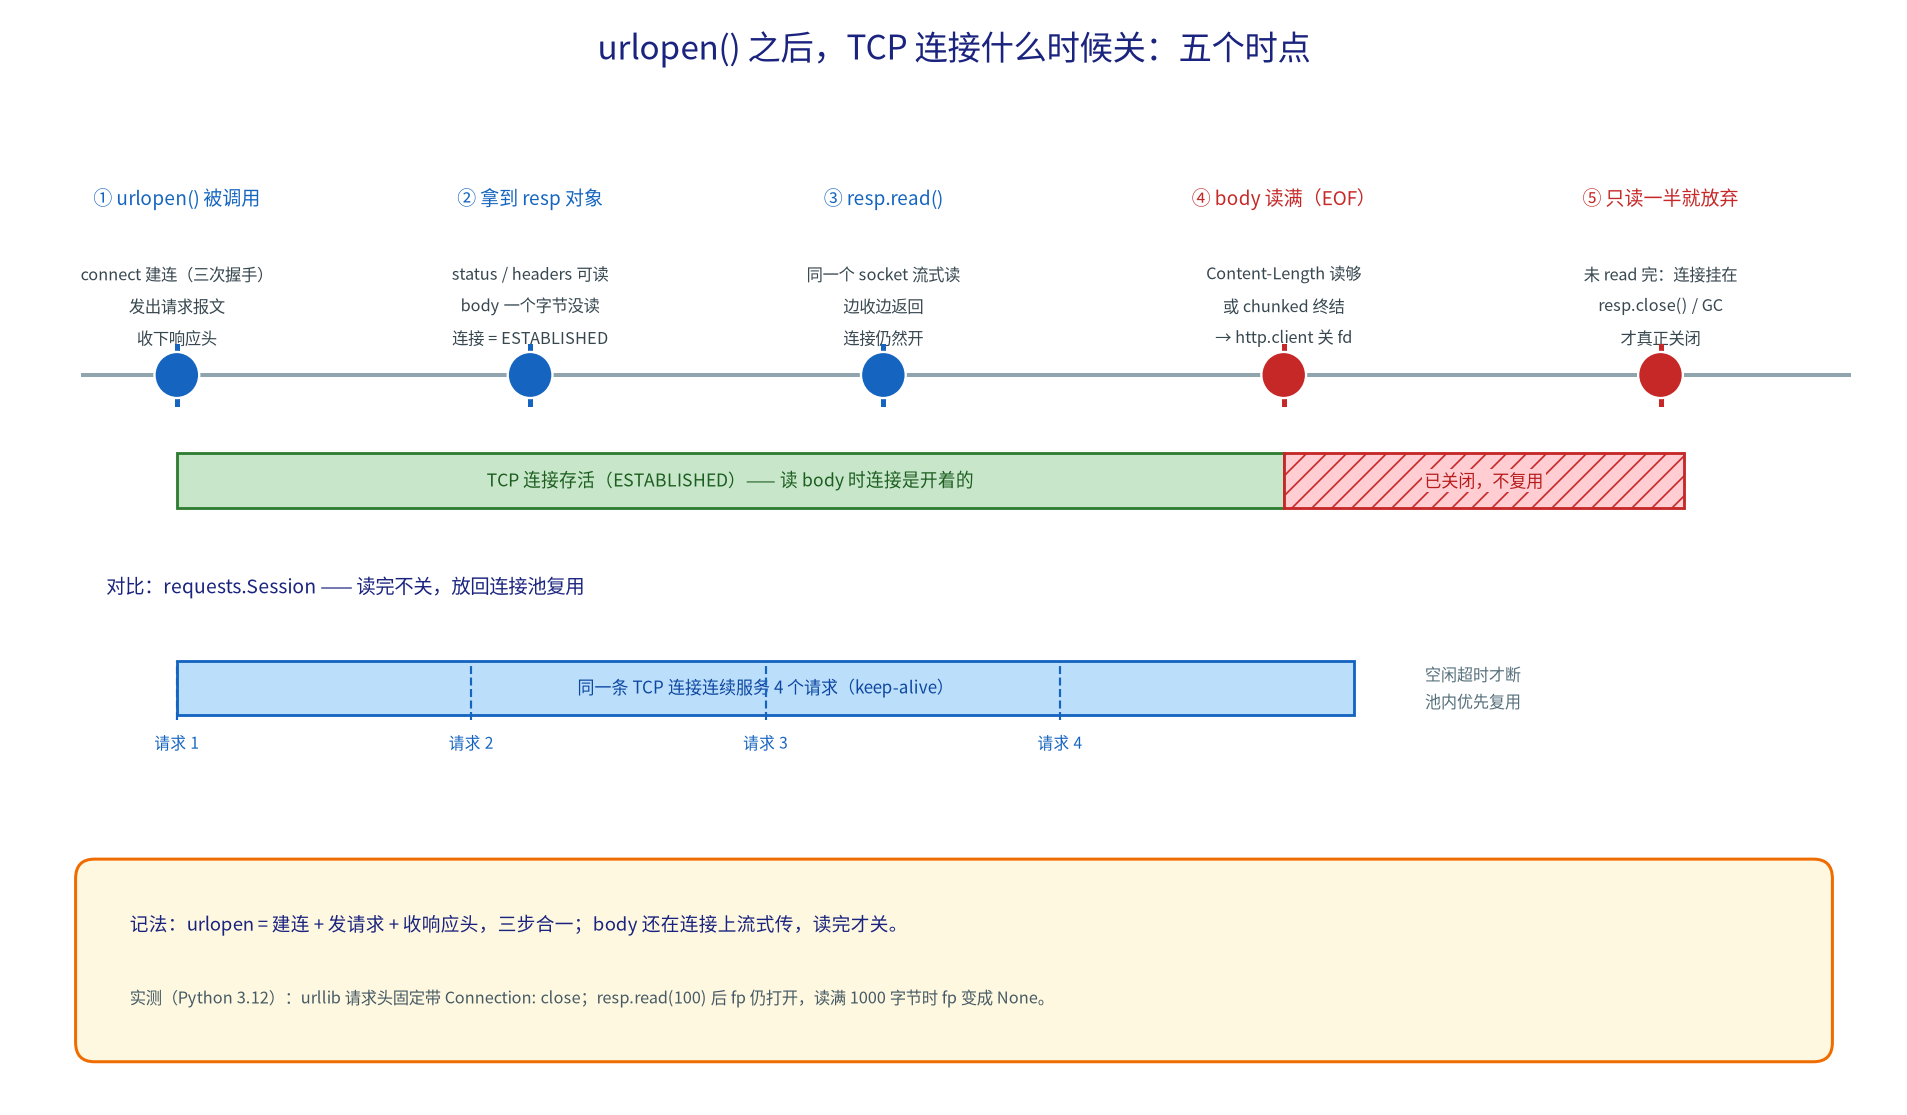 urlopen() 之后，TCP 连接什么时候关：五个时点
① urlopen() 被调用
connect 建连（三次握手）
发出请求报文
收下响应头
② 拿到 resp 对象
status / headers 可读
body 一个字节没读
连接 = ESTABLISHED
③ resp.read()
同一个 socket 流式读
边收边返回
连接仍然开
④ body 读满（EOF）
Content-Length 读够
或 chunked 终结
→ http.client 关 fd
⑤ 只读一半就放弃
未 read 完：连接挂在
resp.close() / GC
才真正关闭
TCP 连接存活（ESTABLISHED）—— 读 body 时连接是开着的
已关闭，不复用
对比：requests.Session —— 读完不关，放回连接池复用
同一条 TCP 连接连续服务 4 个请求（keep-alive）
空闲超时才断
池内优先复用
请求 1
请求 2
请求 3
请求 4
记法：urlopen = 建连 + 发请求 + 收响应头，三步合一；body 还在连接上流式传，读完才关。
实测（Python 3.12）：urllib 请求头固定带 Connection: close；resp.read(100) 后 fp 仍打开，读满 1000 字节时 fp 变成 None。